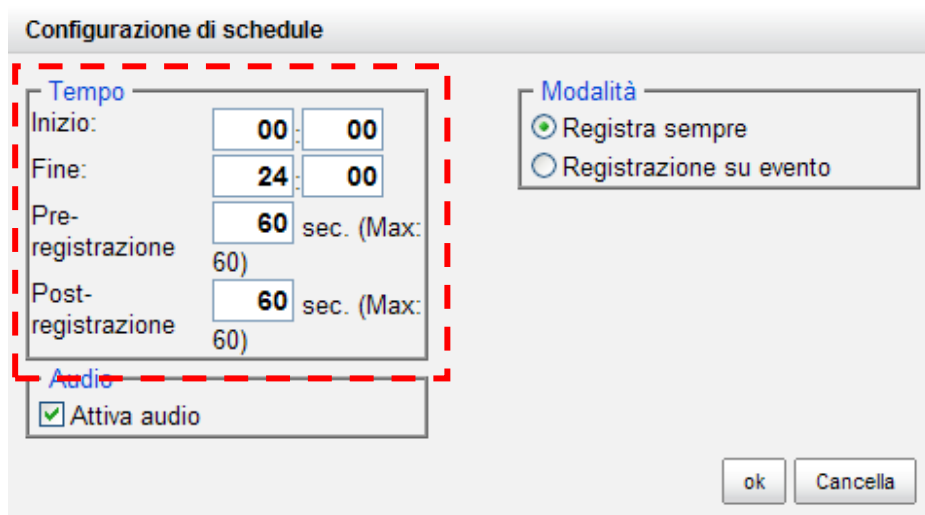 Configurazione di schedule
Tempo
Inizio: 00 : 00
Fine: 24 : 00
Pre-
registrazione 60 sec. (Max:
60)
Post-
registrazione 60 sec. (Max:
60)
Audio
Attiva audio
Modalità
Registra sempre
Registrazione su evento
ok Cancella